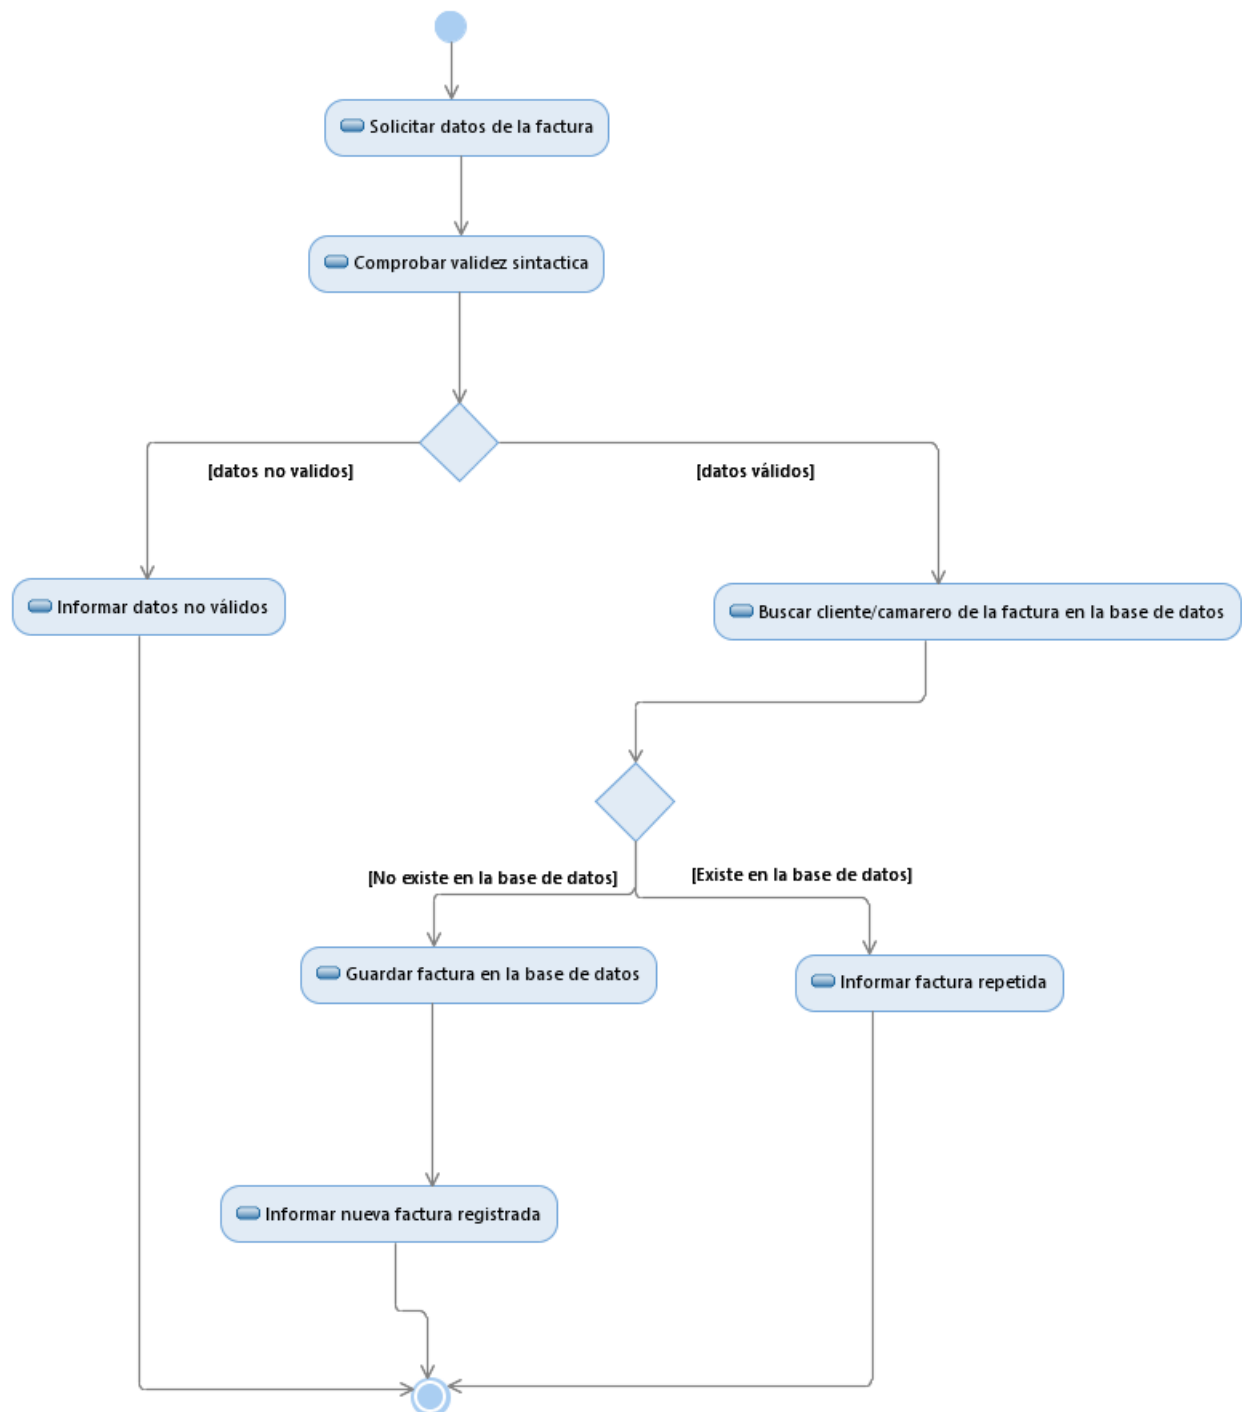 Solicitar datos de la factura
Comprobar validez sintactica
[datos no validos]
[datos válidos]
Informar datos no válidos
Buscar cliente/camarero de la factura en la base de datos
[No existe en la base de datos]
[Existe en la base de datos]
Guardar factura en la base de datos
Informar factura repetida
Informar nueva factura registrada